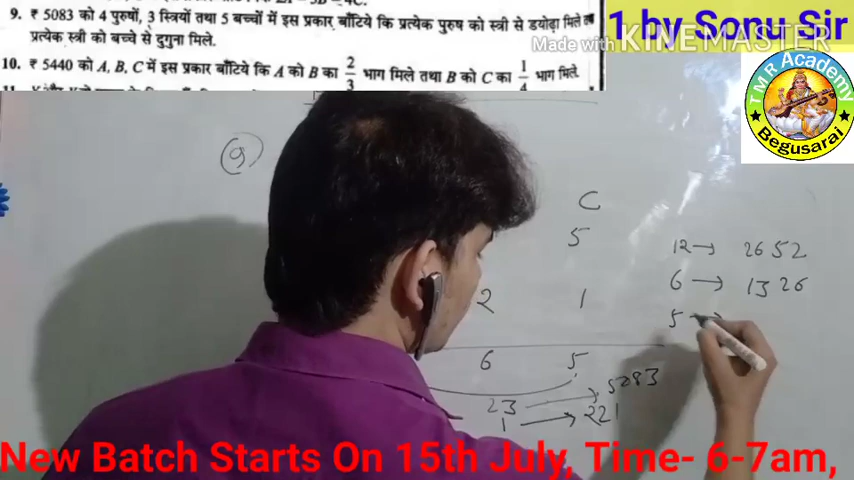 9. ₹ 5083 को 4 पुरुषों, 3 स्त्रियों तथा 5 बच्चों में इस प्रकार बाँटिये कि प्रत्येक पुरुष को स्त्री से डयोढ़ा मिले तथा
प्रत्येक स्त्री को बच्चे से दुगुना मिले.
10. ₹ 5440 को A, B, C में इस प्रकार बाँटिये कि A को B का 2/3 भाग मिले तथा B को C का 1/4 भाग मिले.
1 by Sonu Sir
Made with KINEMASTER
TMR Academy
Begusarai
(9)
C
5
2 1
6 5
23 → 5083
1 → 221
12 → 2652
6 → 1326
5 →
New Batch Starts On 15th July, Time- 6-7am,